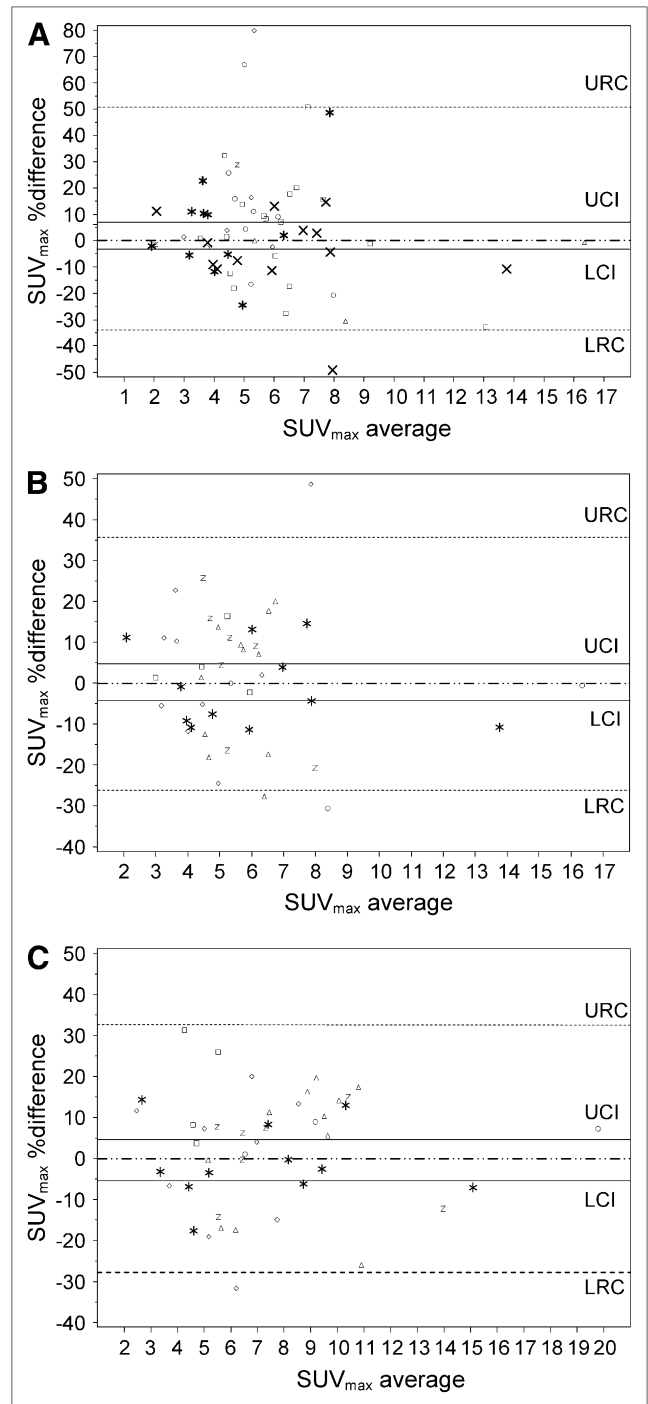 A
80
70
60
50
40
30
20
10
0
-10
-20
-30
-40
-50
SUVmax %difference
URC
UCI
LCI
LRC
1 2 3 4 5 6 7 8 9 10 11 12 13 14 15 16 17
SUVmax average
B
50
40
30
20
10
0
-10
-20
-30
-40
SUVmax %difference
URC
UCI
LCI
LRC
2 3 4 5 6 7 8 9 10 11 12 13 14 15 16 17
SUVmax average
C
50
40
30
20
10
0
-10
-20
-30
-40
SUVmax %difference
URC
UCI
LCI
LRC
2 3 4 5 6 7 8 9 10 11 12 13 14 15 16 17 18 19 20
SUVmax average